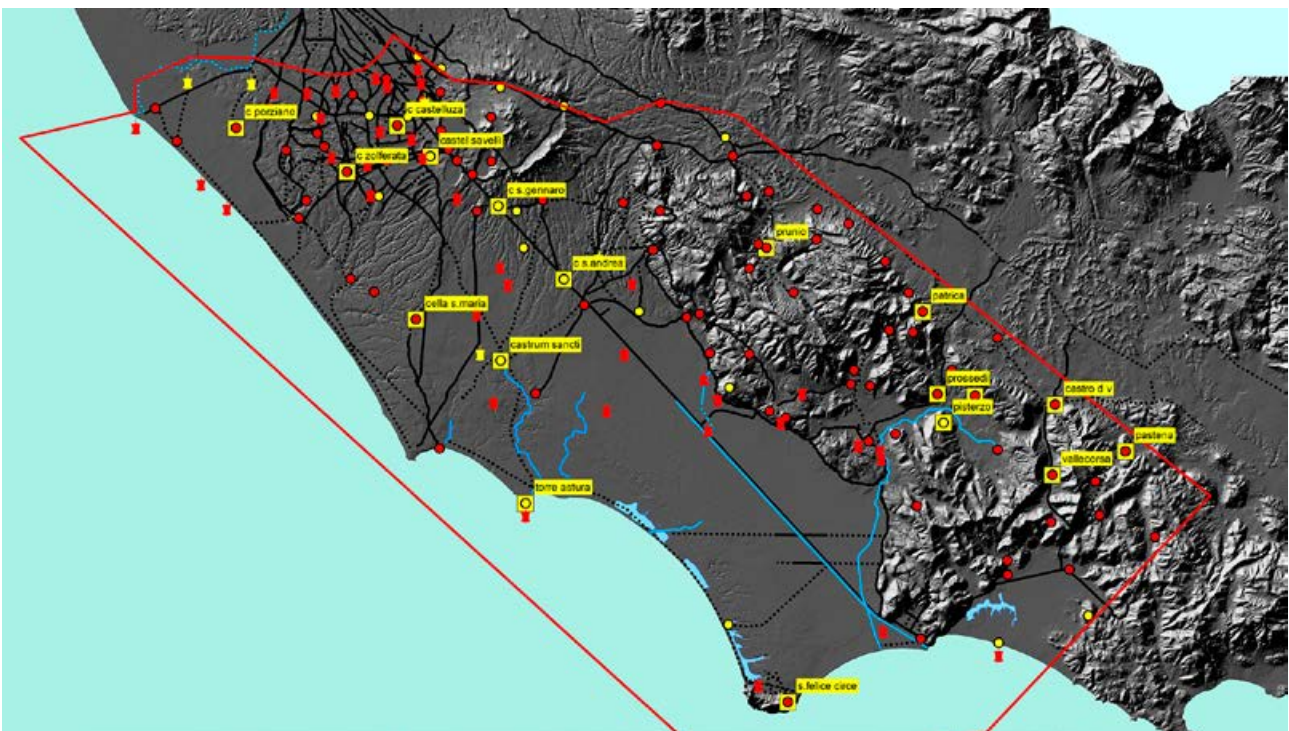 c porziano
c castelluza
castel savelli
c zolferata
c s.gennaro
prunio
c.s.andrea
patrica
cella s.maria
castrum sancti
prossedi
castro d v
pisterzo
pastena
vallecorsa
torre astura
s.felice circe